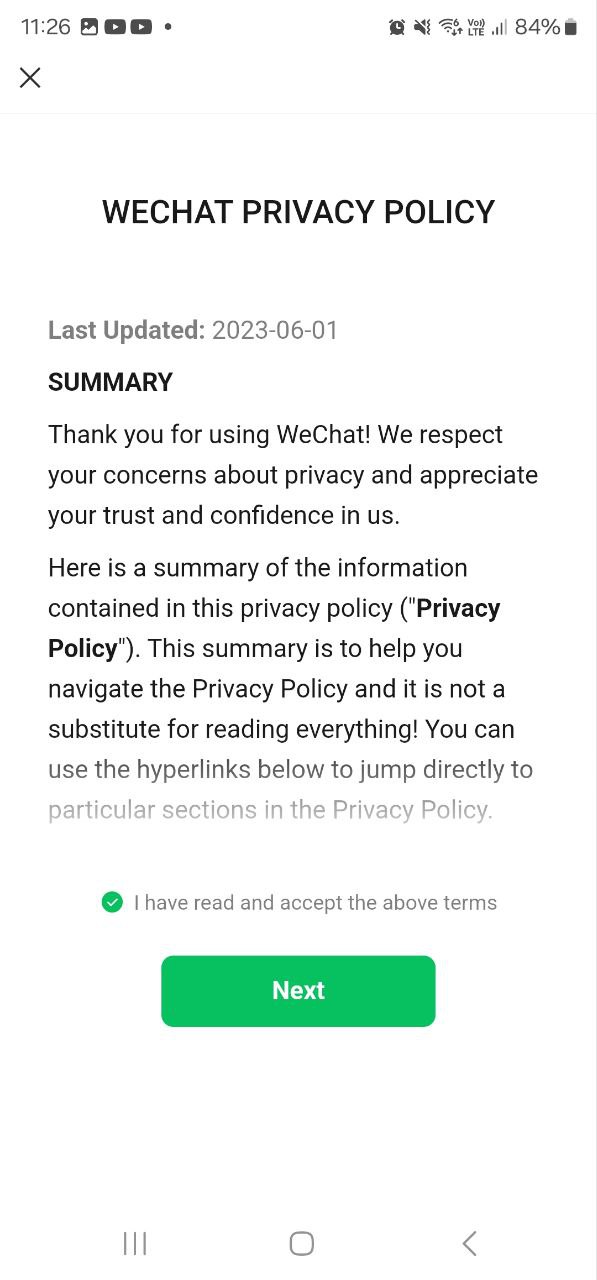 11:26 Vo) LTE 84%
WECHAT PRIVACY POLICY
Last Updated: 2023-06-01
SUMMARY
Thank you for using WeChat! We respect
your concerns about privacy and appreciate
your trust and confidence in us.
Here is a summary of the information
contained in this privacy policy ("Privacy
Policy"). This summary is to help you
navigate the Privacy Policy and it is not a
substitute for reading everything! You can
use the hyperlinks below to jump directly to
particular sections in the Privacy Policy.
I have read and accept the above terms
Next